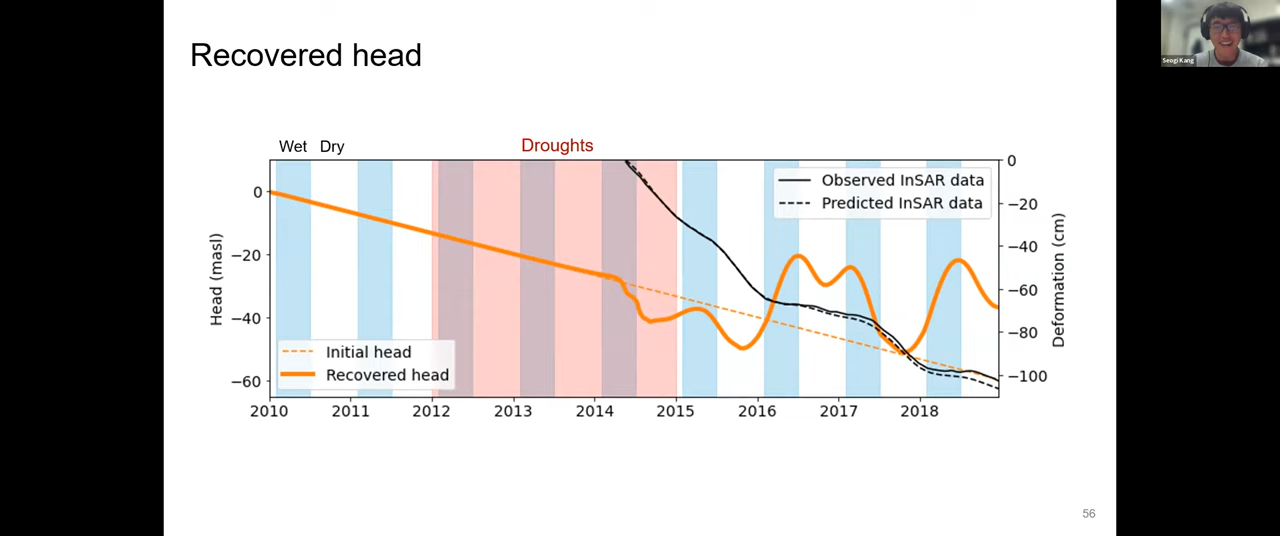 Recovered head
Seogi Kang
Wet Dry Droughts
Observed InSAR data
Predicted InSAR data
Initial head
Recovered head
Head (masl)
0
−20
−40
−60
Deformation (cm)
0
−20
−40
−60
−80
−100
2010 2011 2012 2013 2014 2015 2016 2017 2018
56